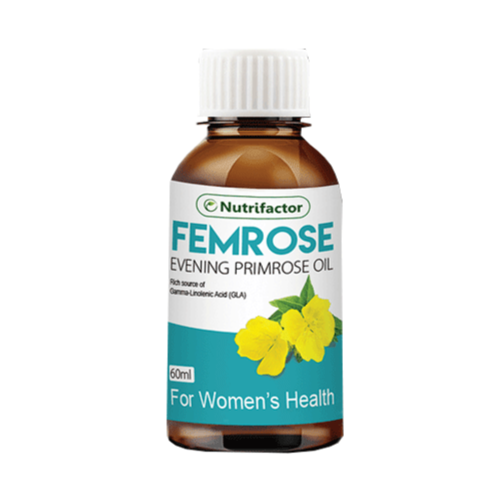 Nutrifactor
FEMROSE
EVENING PRIMROSE OIL
Rich source of
Gamma-Linolenic Acid (GLA)
60ml
For Women's Health